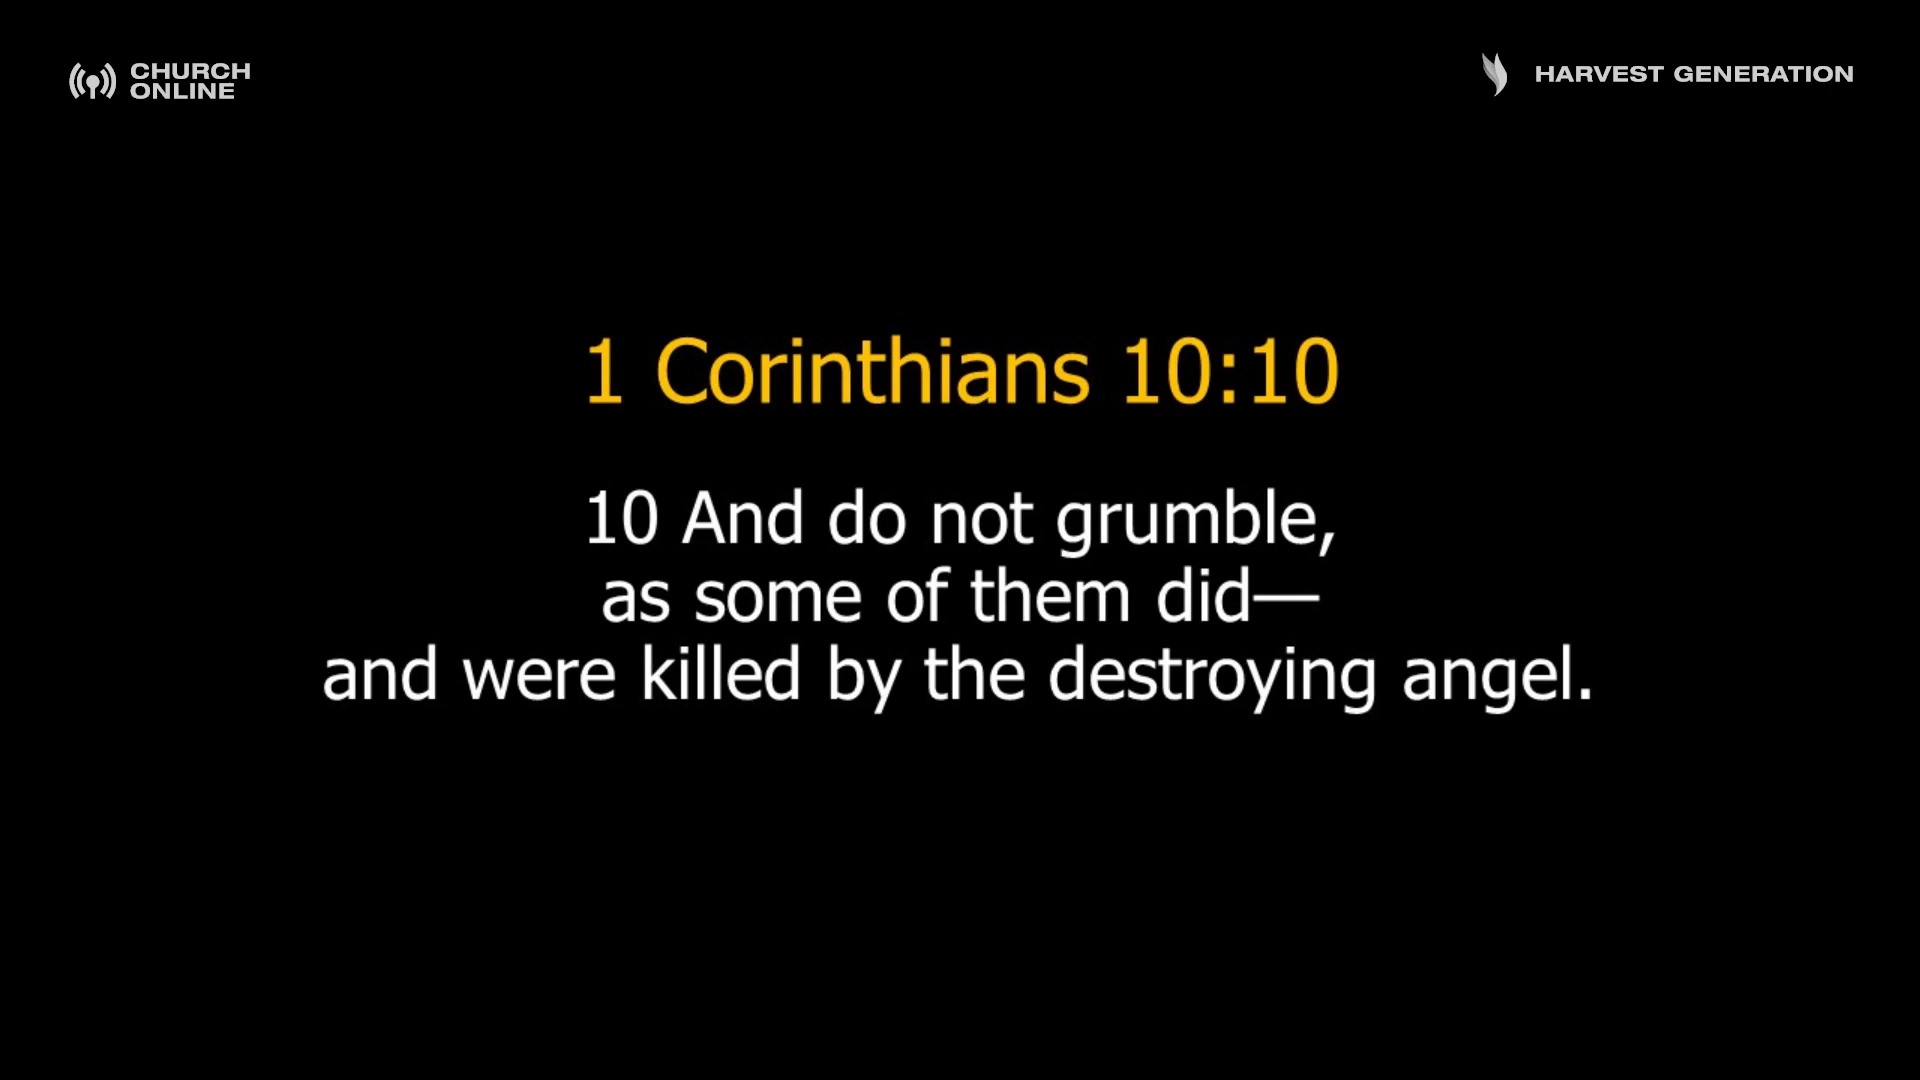 CHURCH
ONLINE
HARVEST GENERATION
1 Corinthians 10:10
10 And do not grumble,
as some of them did—
and were killed by the destroying angel.